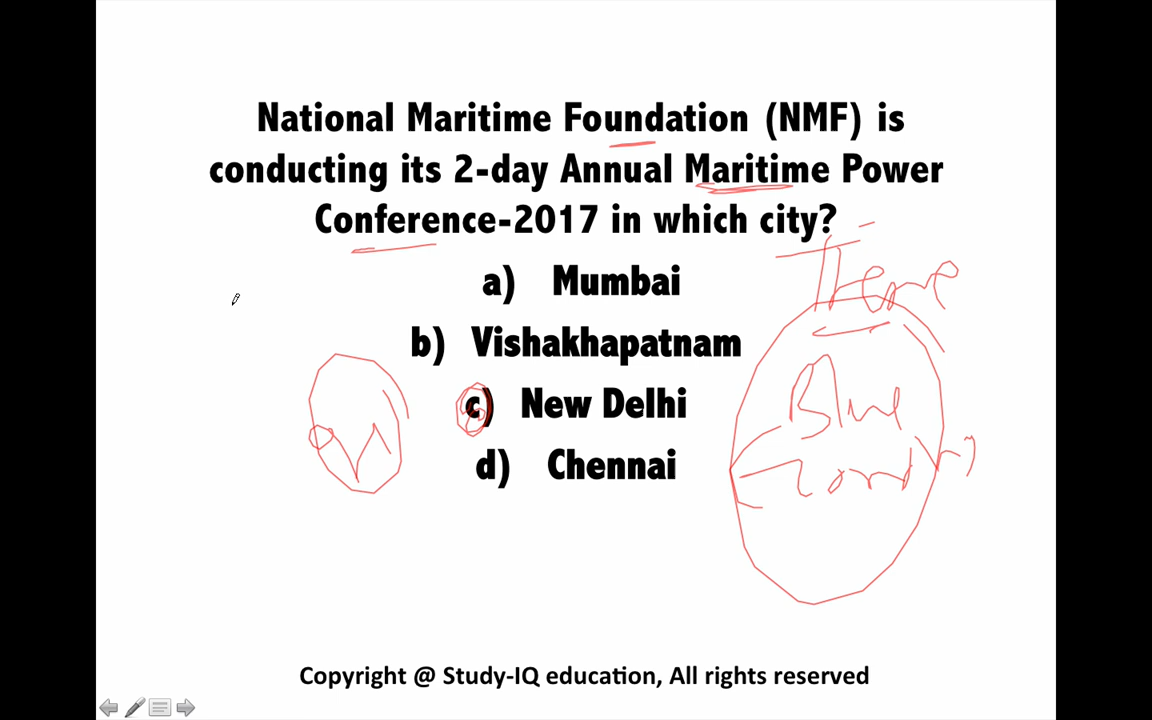 National Maritime Foundation (NMF) is
conducting its 2-day Annual Maritime Power
Conference-2017 in which city?
a) Mumbai
Theme
b) Vishakhapatnam
c) New Delhi
Blue
d) Chennai
Copyright @ Study-IQ education, All rights reserved